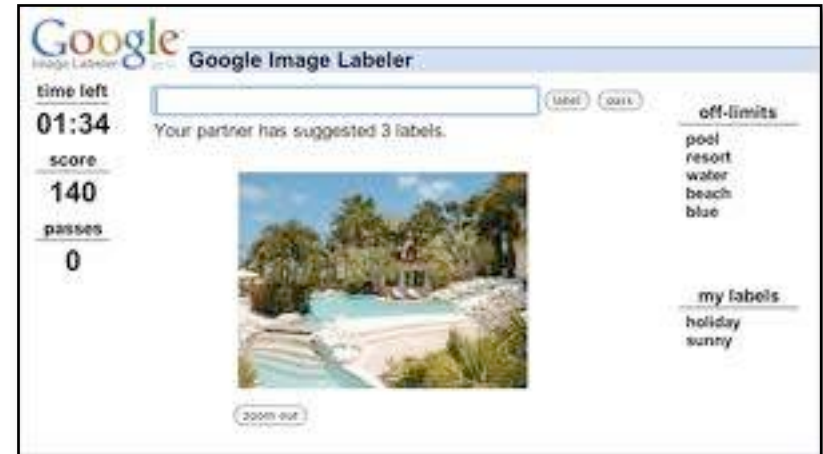 Google
Image Labeler
Google Image Labeler
time left
01:34
score
140
passes
0
label pass
Your partner has suggested 3 labels.
zoom out
off-limits
pool
resort
water
beach
blue
my labels
holiday
sunny